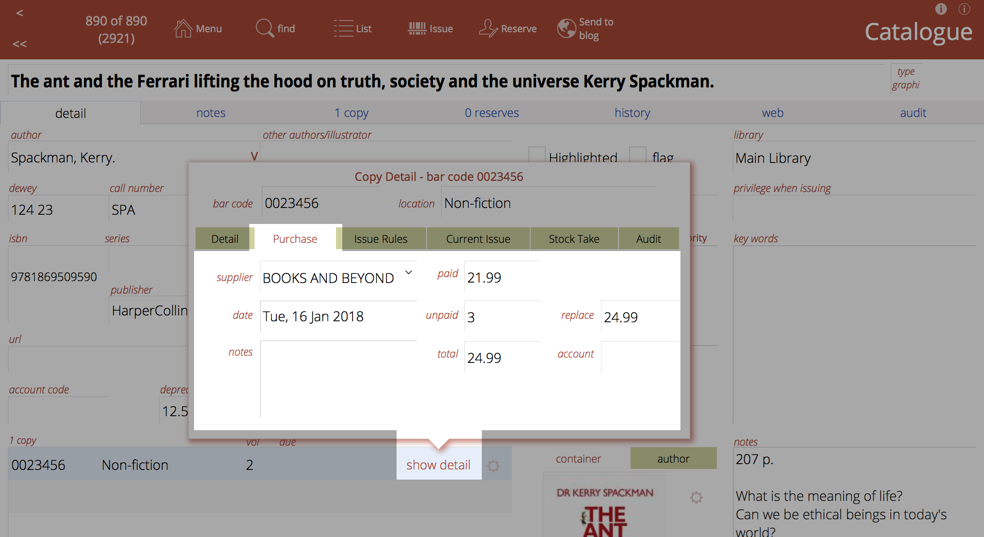 <
<<
890 of 890
(2921)
Menu
find
List
Issue
Reserve
Send to
blog
Catalogue
The ant and the Ferrari lifting the hood on truth, society and the universe Kerry Spackman.
type
graphi
detail
notes
1 copy
0 reserves
history
web
audit
author
other authors/illustrator
library
Spackman, Kerry.
V
Highlighted
flag
Main Library
dewey
call number
privilege when issuing
124 23
SPA
isbn
series
key words
9781869509590
publisher
HarperCollin
url
account code
12.5
Copy Detail - bar code 0023456
bar code
0023456
location
Non-fiction
Detail
Purchase
Issue Rules
Current Issue
Stock Take
Audit
supplier
BOOKS AND BEYOND
paid
21.99
date
Tue, 16 Jan 2018
unpaid
3
replace
24.99
notes
total
24.99
account
1 copy
vol
due
0023456
Non-fiction
2
show detail
container
author
notes
207 p.
What is the meaning of life?
Can we be ethical beings in today's
world?
DR KERRY SPACKMAN
THE
ANT